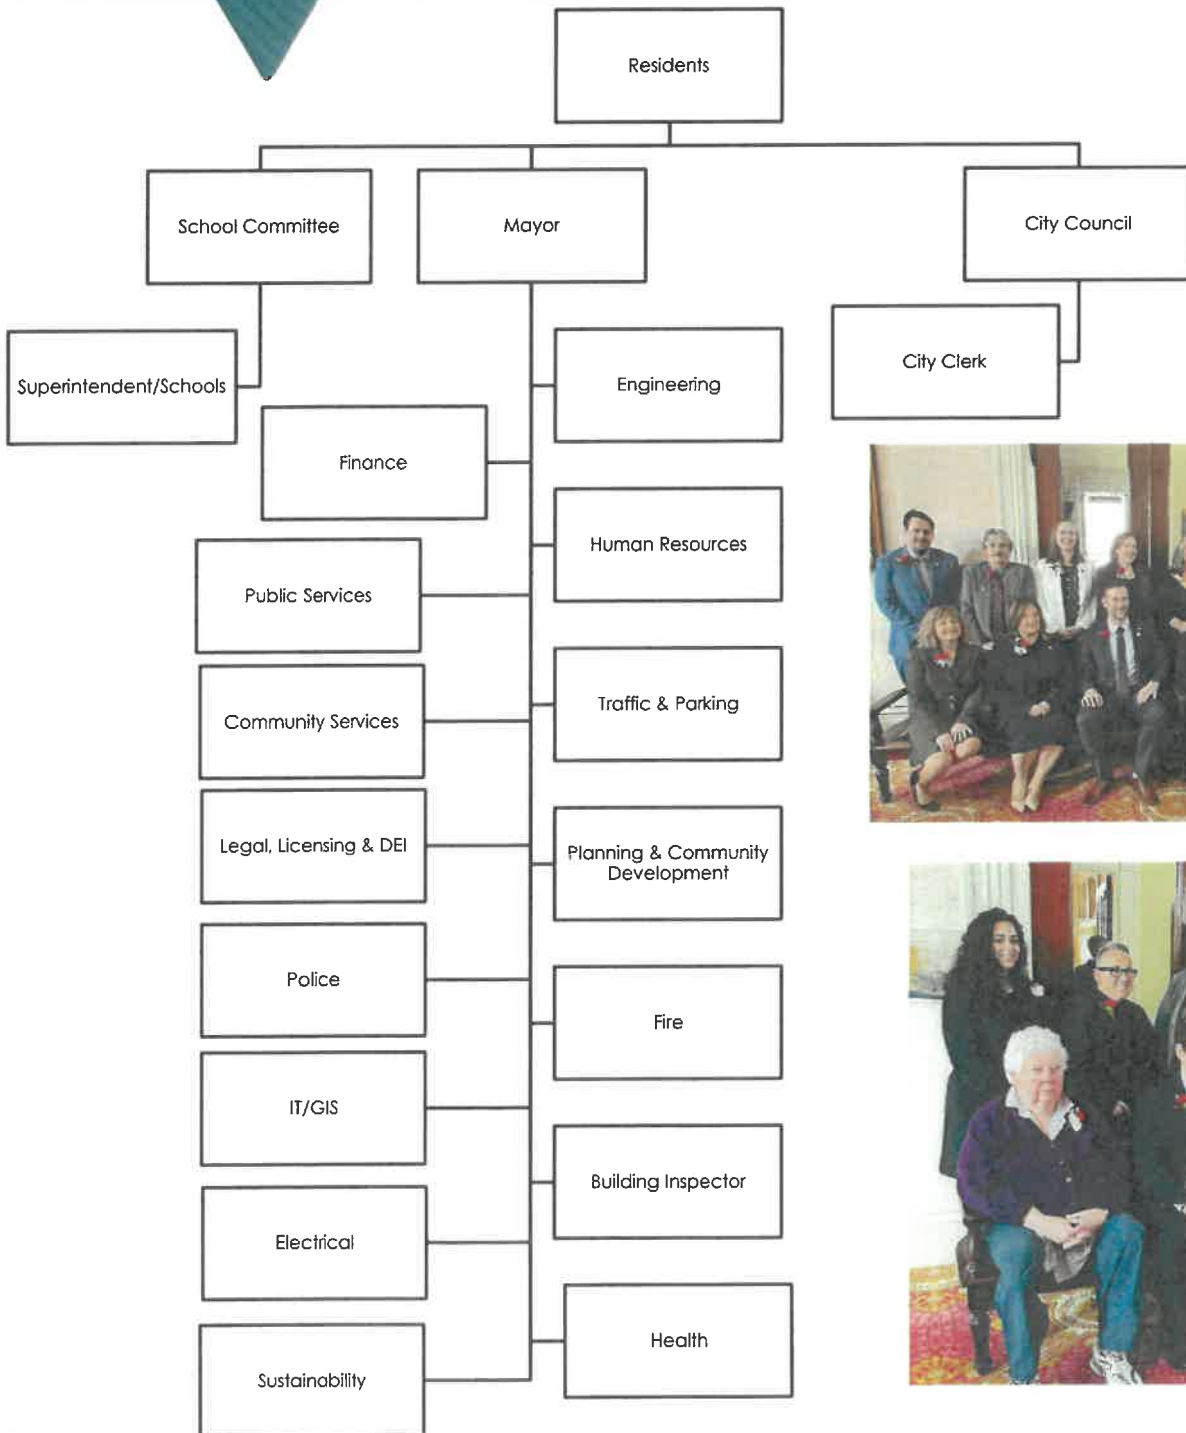 Residents
School Committee
Mayor
City Council
Superintendent/Schools
City Clerk
Engineering
Finance
Human Resources
Public Services
Traffic & Parking
Community Services
Legal, Licensing & DEI
Planning & Community
Development
Police
Fire
IT/GIS
Building Inspector
Electrical
Health
Sustainability